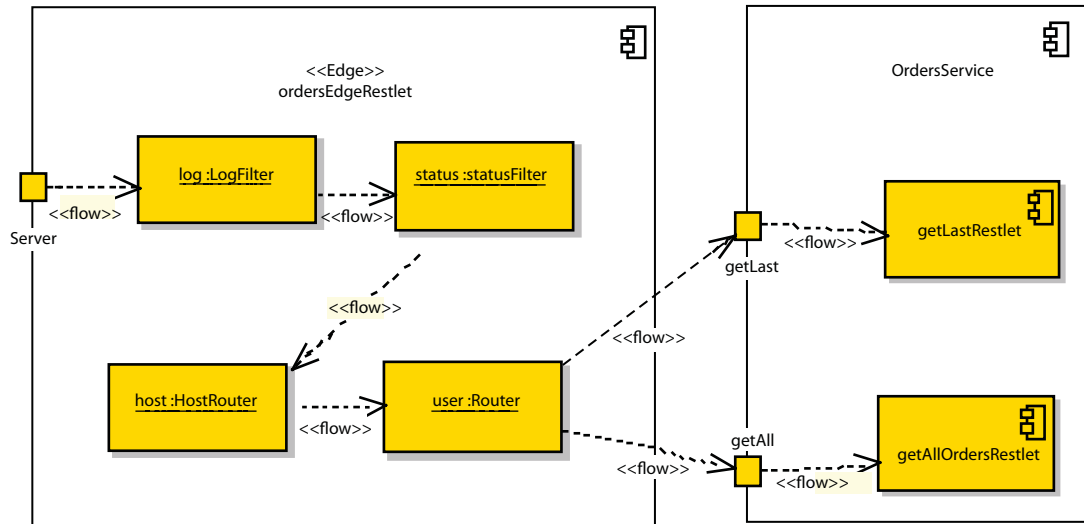 <<Edge>>
ordersEdgeRestlet
OrdersService
log :LogFilter
status :statusFilter
<<flow>>
<<flow>>
Server
getLastRestlet
<<flow>>
getLast
<<flow>>
<<flow>>
host :HostRouter
user :Router
<<flow>>
getAll
<<flow>>
getAllOrdersRestlet
<<flow>>